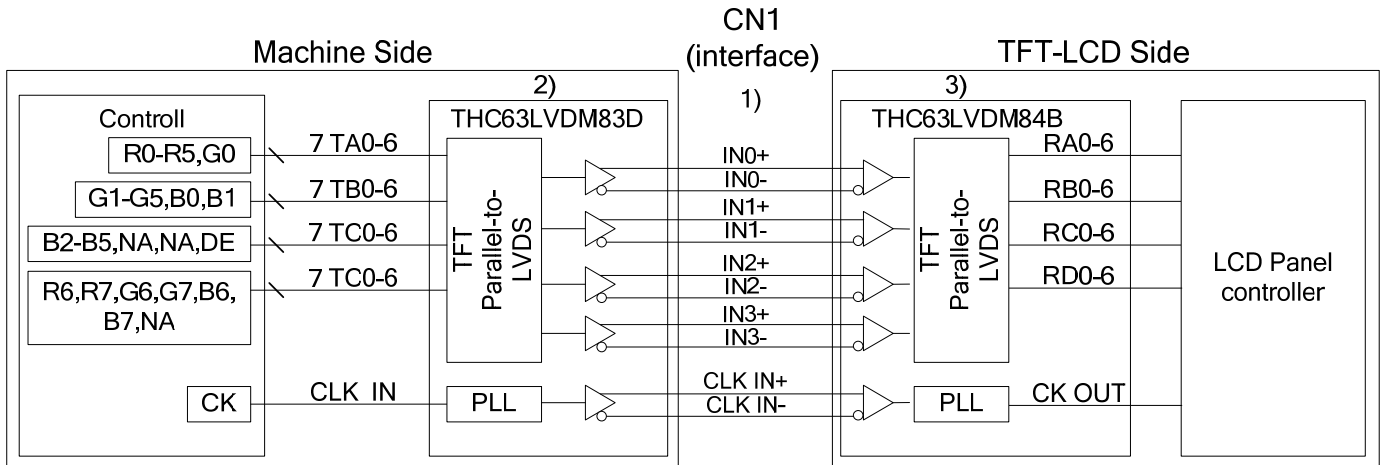 CN1
(interface)
1)
Machine Side
TFT-LCD Side
Controll
R0-R5,G0
G1-G5,B0,B1
B2-B5,NA,NA,DE
R6,R7,G6,G7,B6,
B7,NA
CK
7 TA0-6
7 TB0-6
7 TC0-6
7 TC0-6
CLK IN
2)
THC63LVDM83D
TFT
Parallel-to-
LVDS
PLL
IN0+
IN0-
IN1+
IN1-
IN2+
IN2-
IN3+
IN3-
CLK IN+
CLK IN-
3)
THC63LVDM84B
TFT
Parallel-to-
LVDS
PLL
RA0-6
RB0-6
RC0-6
RD0-6
CK OUT
LCD Panel
controller